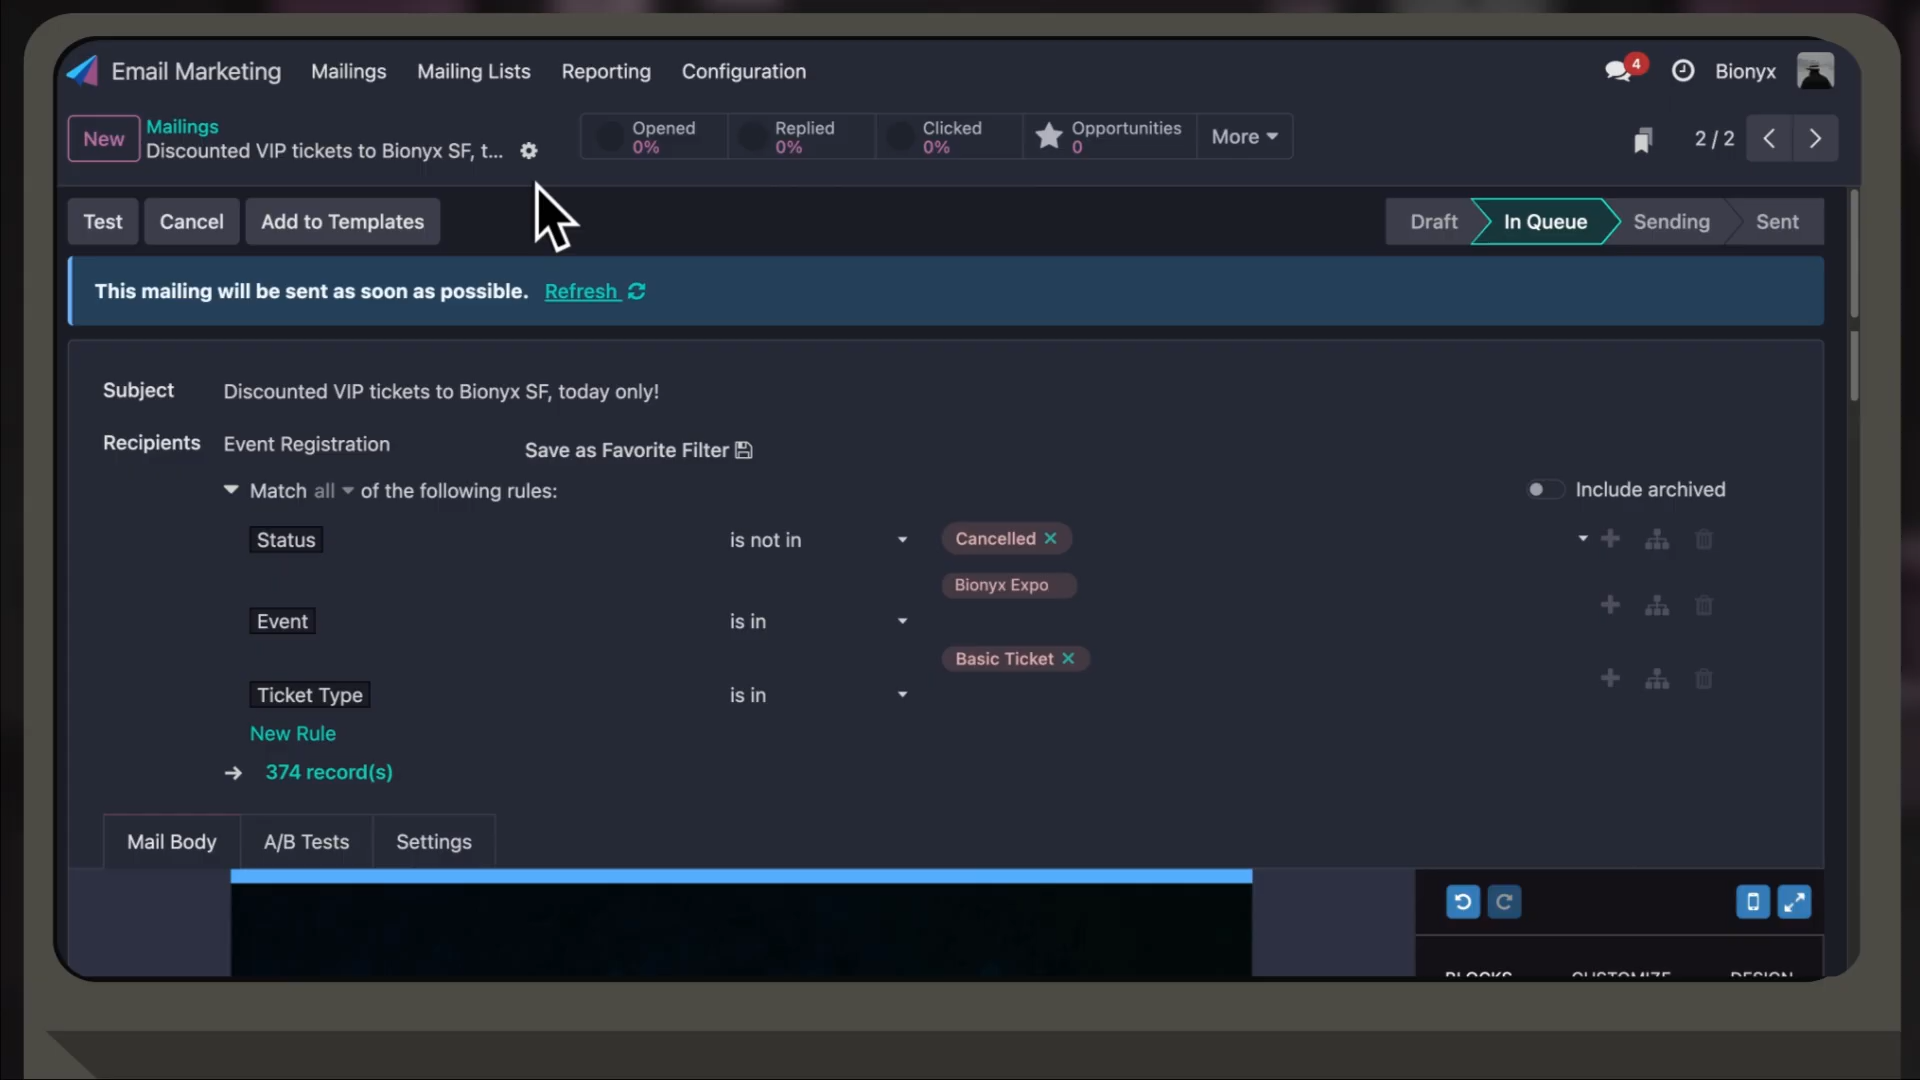 Email Marketing Mailings Mailing Lists Reporting Configuration 4 Bionyx
New Mailings Opened 0% Replied 0% Clicked 0% Opportunities 0 More 2 / 2
Discounted VIP tickets to Bionyx SF, t...
Test Cancel Add to Templates Draft In Queue Sending Sent
This mailing will be sent as soon as possible. Refresh
Subject Discounted VIP tickets to Bionyx SF, today only!
Recipients Event Registration Save as Favorite Filter
Match all of the following rules: Include archived
Status is not in Cancelled ×
Bionyx Expo
Event is in
Basic Ticket ×
Ticket Type is in
New Rule
→ 374 record(s)
Mail Body A/B Tests Settings
BLOCKS CUSTOMIZE DESIGN